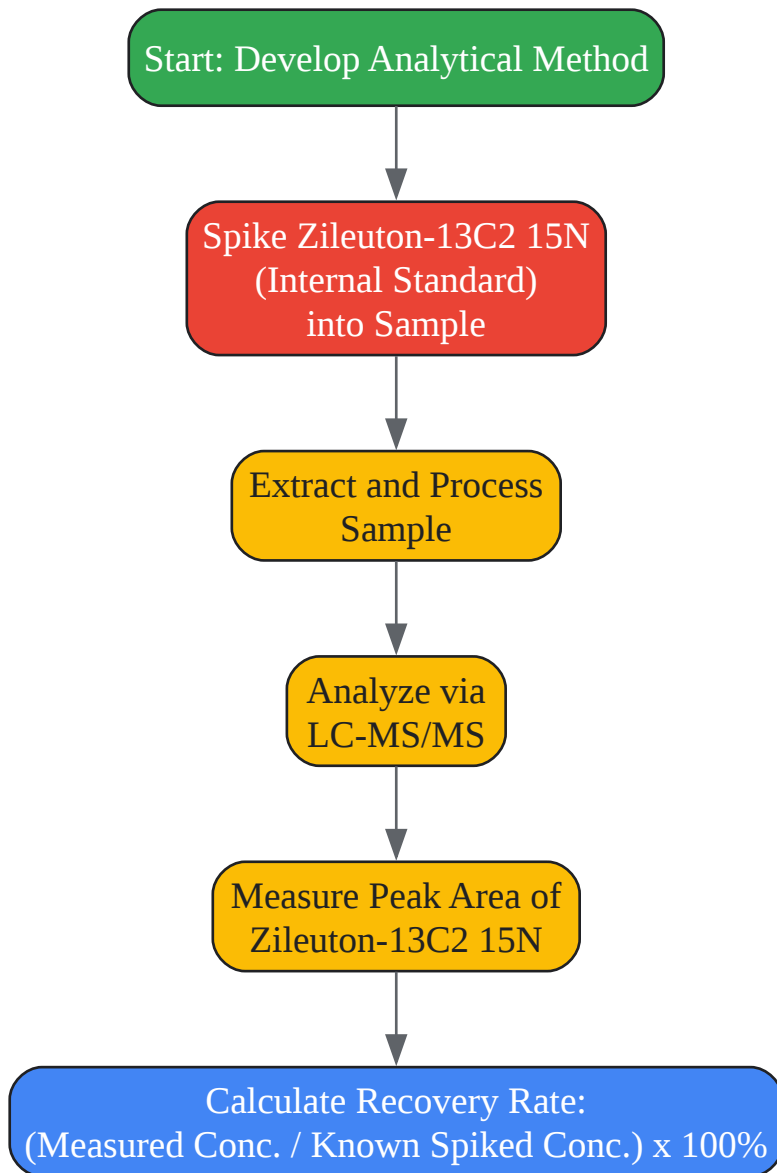 Start: Develop Analytical Method
Spike Zileuton-13C2 15N
(Internal Standard)
into Sample
Extract and Process
Sample
Analyze via
LC-MS/MS
Measure Peak Area of
Zileuton-13C2 15N
Calculate Recovery Rate:
(Measured Conc. / Known Spiked Conc.) x 100%